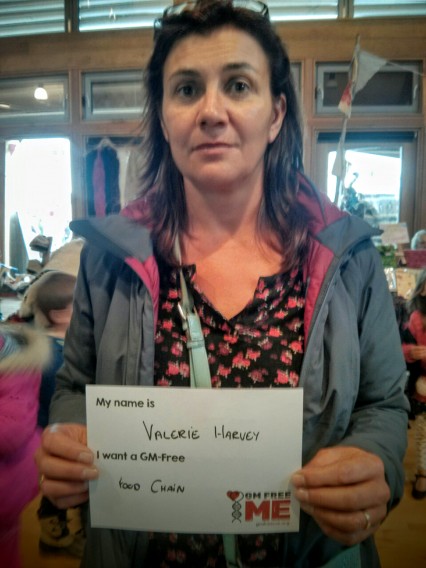 My name is
VALERIE HARVEY
I want a GM-Free
FOOD CHAIN
GM FREE
ME